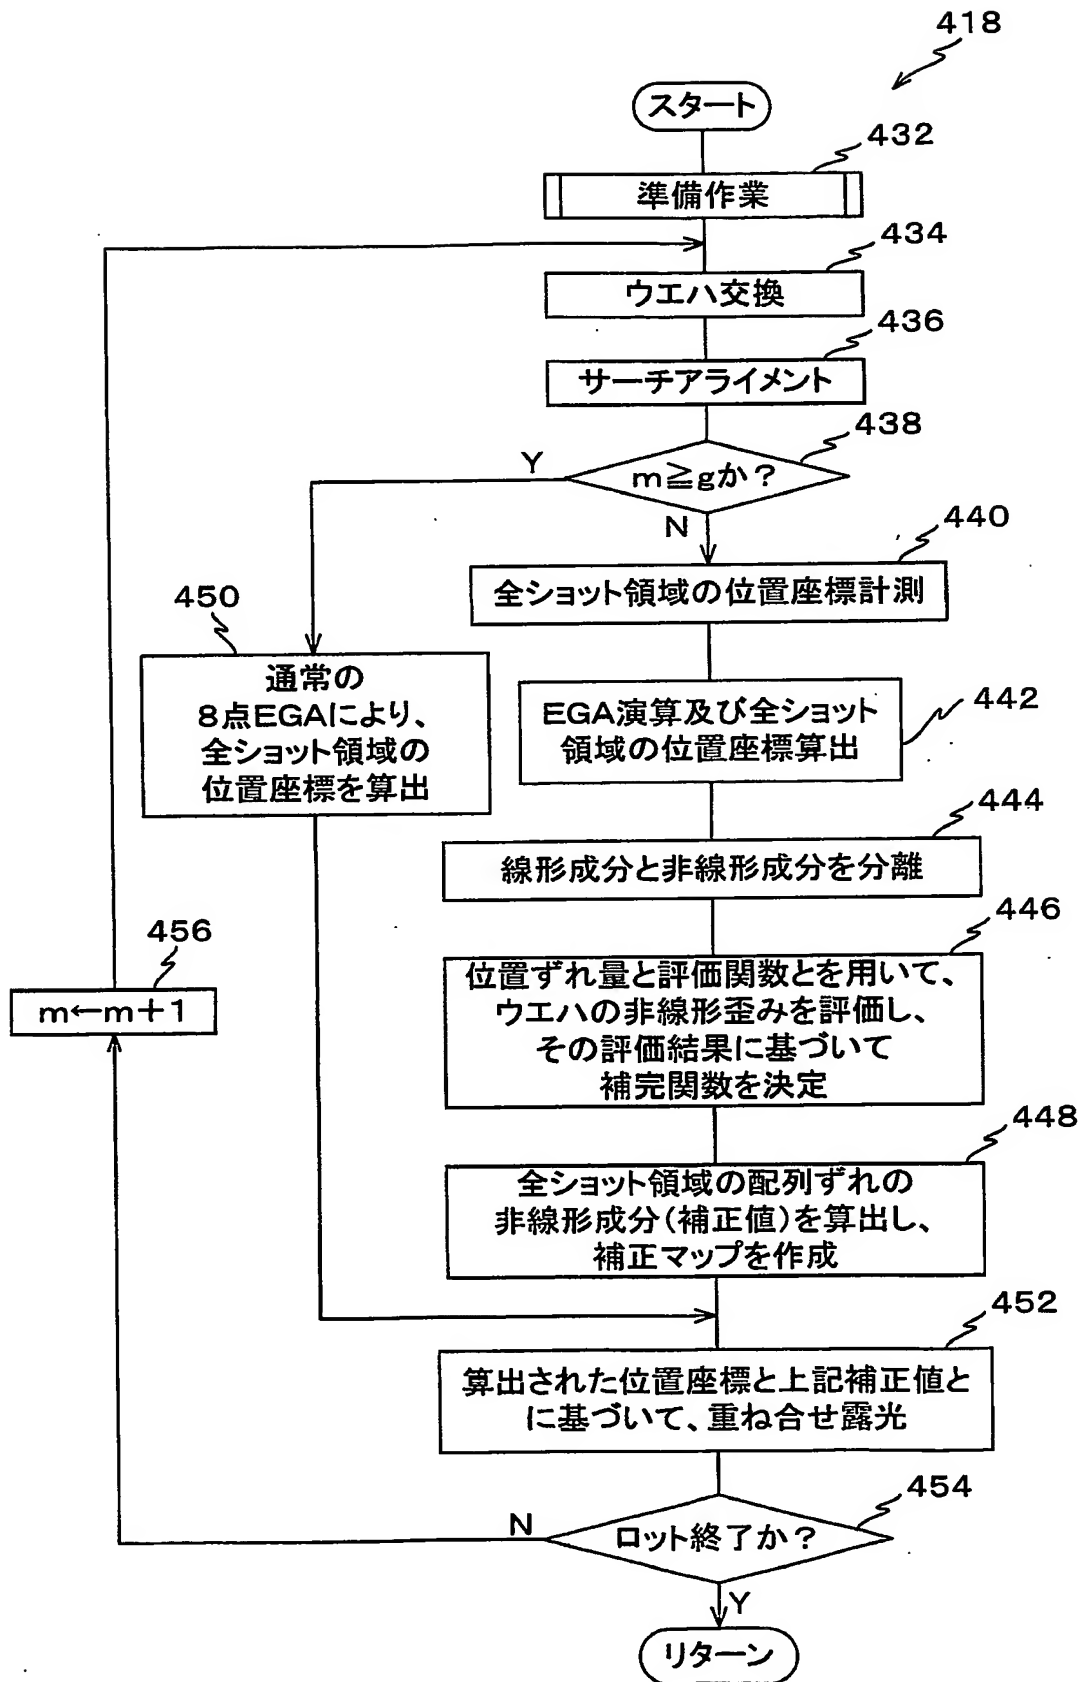 418
スタート
432
準備作業
434
ウエハ交換
436
サーチアライメント
438
m≧gか?
Y
N
440
全ショット領域の位置座標計測
450
通常の
8点EGAにより、
全ショット領域の
位置座標を算出
442
EGA演算及び全ショット
領域の位置座標算出
444
線形成分と非線形成分を分離
446
位置ずれ量と評価関数とを用いて、
ウエハの非線形歪みを評価し、
その評価結果に基づいて
補完関数を決定
456
m←m+1
448
全ショット領域の配列ずれの
非線形成分(補正値)を算出し、
補正マップを作成
452
算出された位置座標と上記補正値と
に基づいて、重ね合せ露光
454
ロット終了か?
N
Y
リターン